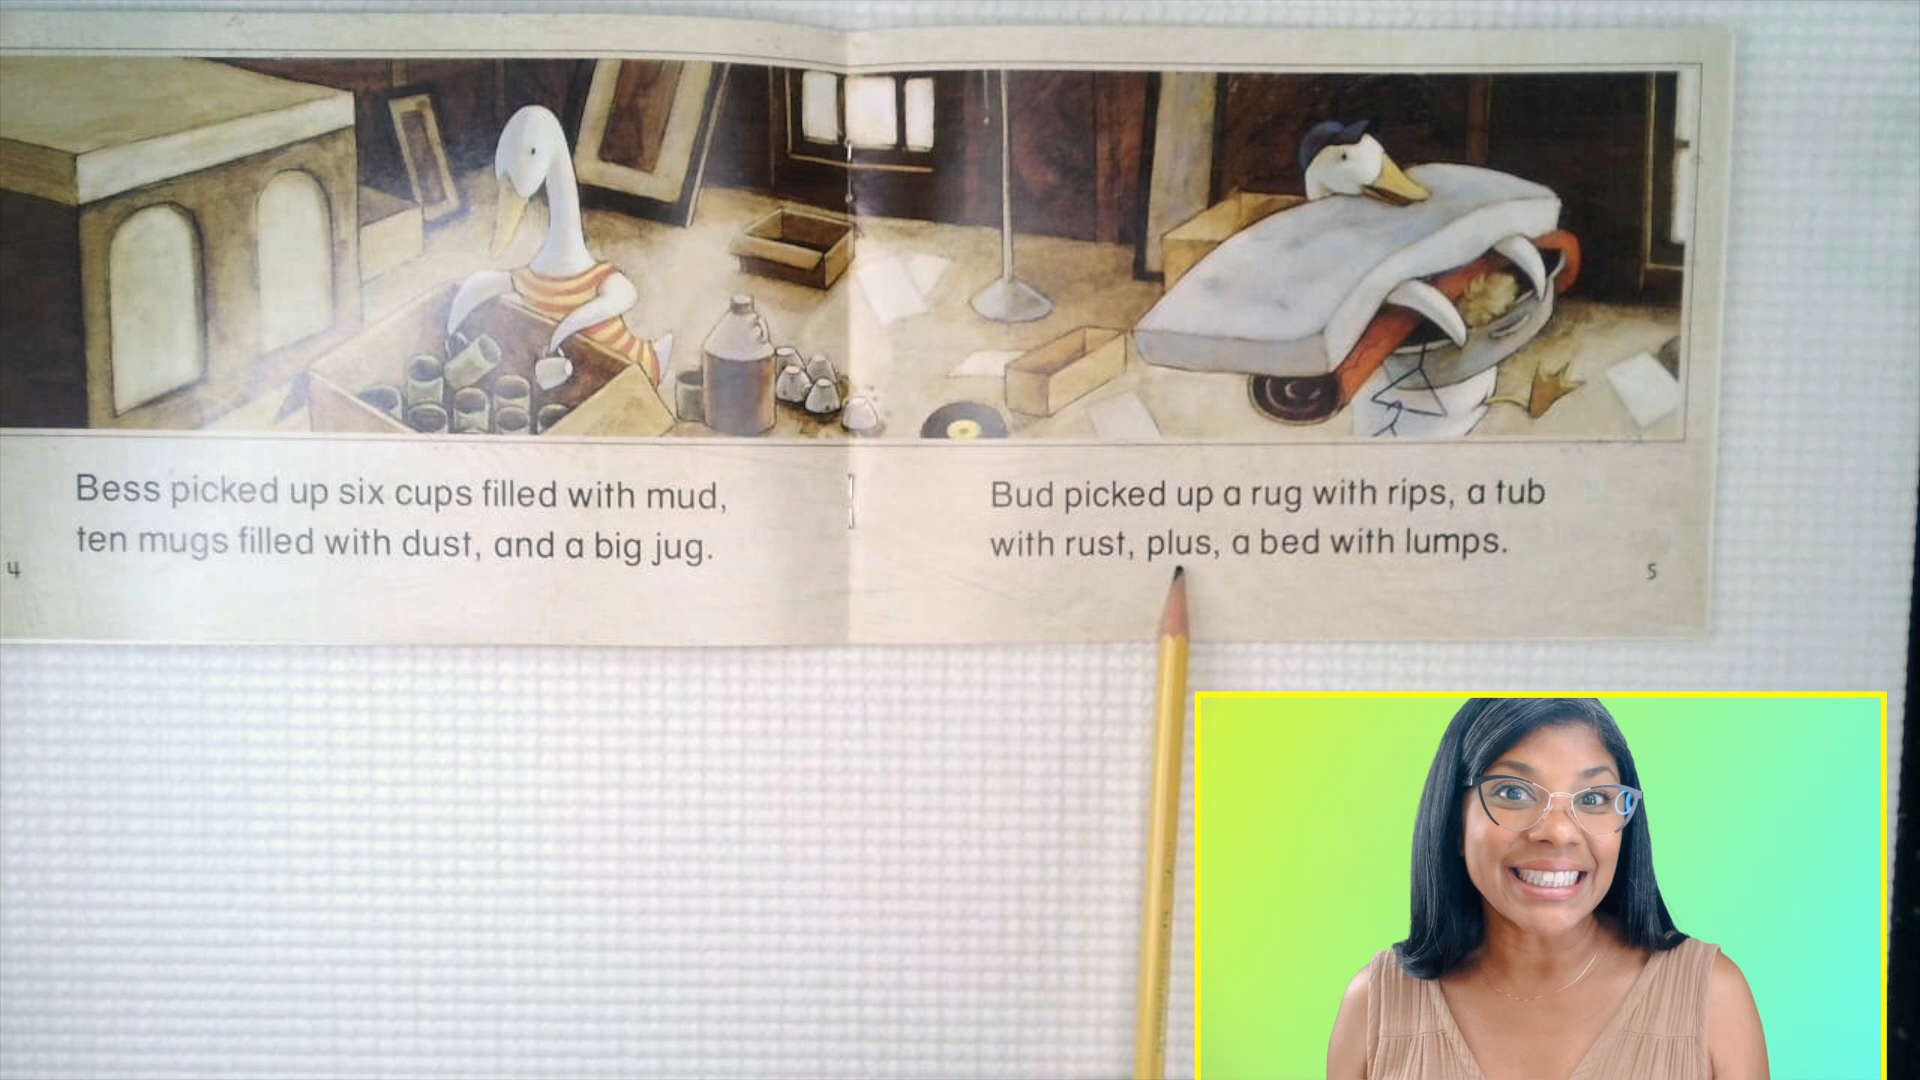 Bess picked up six cups filled with mud,
ten mugs filled with dust, and a big jug.
4
Bud picked up a rug with rips, a tub
with rust, plus, a bed with lumps.
5